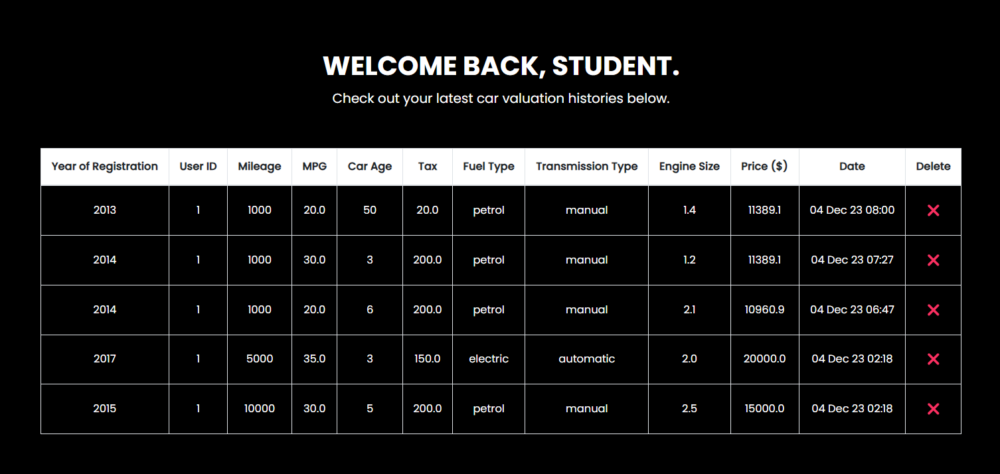 WELCOME BACK, STUDENT.
Check out your latest car valuation histories below.
Year of Registration User ID Mileage MPG Car Age Tax Fuel Type Transmission Type Engine Size Price ($) Date Delete
2013 1 1000 20.0 50 20.0 petrol manual 1.4 11389.1 04 Dec 23 08:00
2014 1 1000 30.0 3 200.0 petrol manual 1.2 11389.1 04 Dec 23 07:27
2014 1 1000 20.0 6 200.0 petrol manual 2.1 10960.9 04 Dec 23 06:47
2017 1 5000 35.0 3 150.0 electric automatic 2.0 20000.0 04 Dec 23 02:18
2015 1 10000 30.0 5 200.0 petrol manual 2.5 15000.0 04 Dec 23 02:18